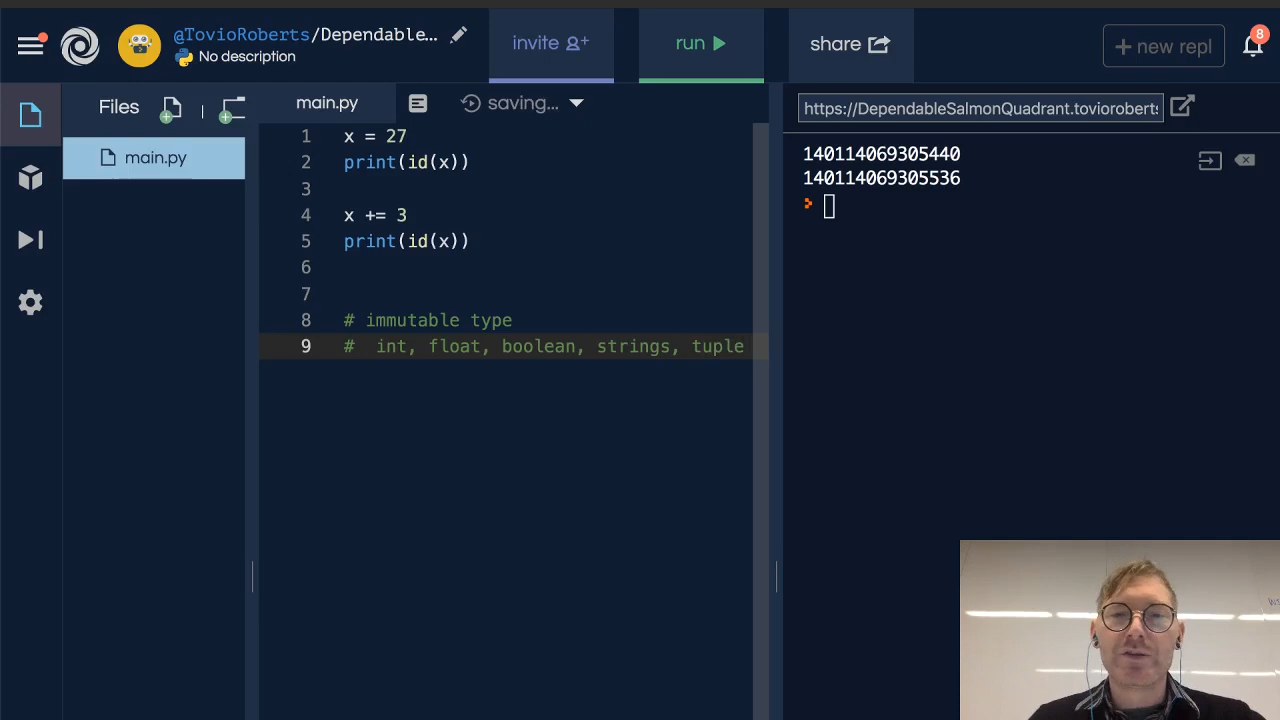 @TovioRoberts/Dependable...
No description
invite
run
share
+ new repl
8
Files
main.py
saving...
https://DependableSalmonQuadrant.tovioroberts
main.py
1 x = 27
2 print(id(x))
3
4 x += 3
5 print(id(x))
6
7
8 # immutable type
9 #  int, float, boolean, strings, tuple
140114069305440
140114069305536